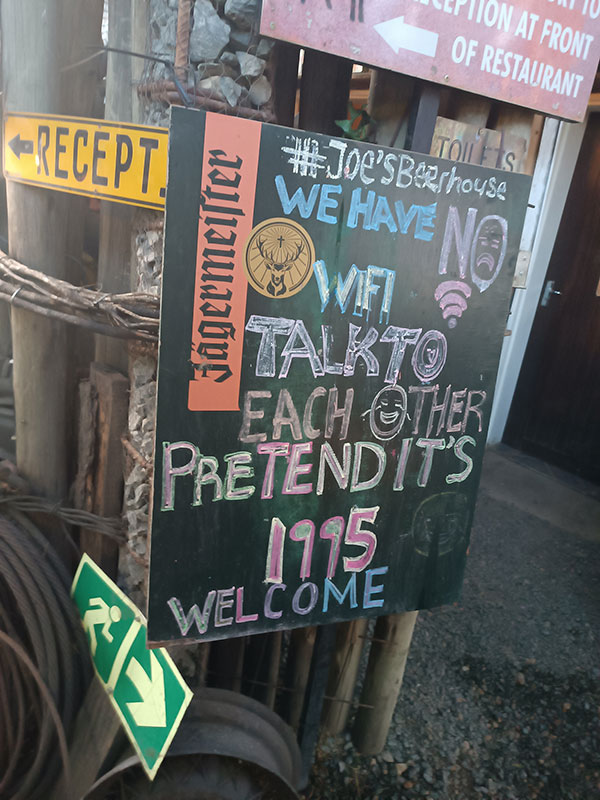 RECEPTION AT FRONT
OF RESTAURANT
RECEPT.
TOILETS
Jägermeister
#JOE'SBeerhouse
WE HAVE NO
WIFI
TALK TO
EACH OTHER
PRETEND IT'S
1995
WELCOME